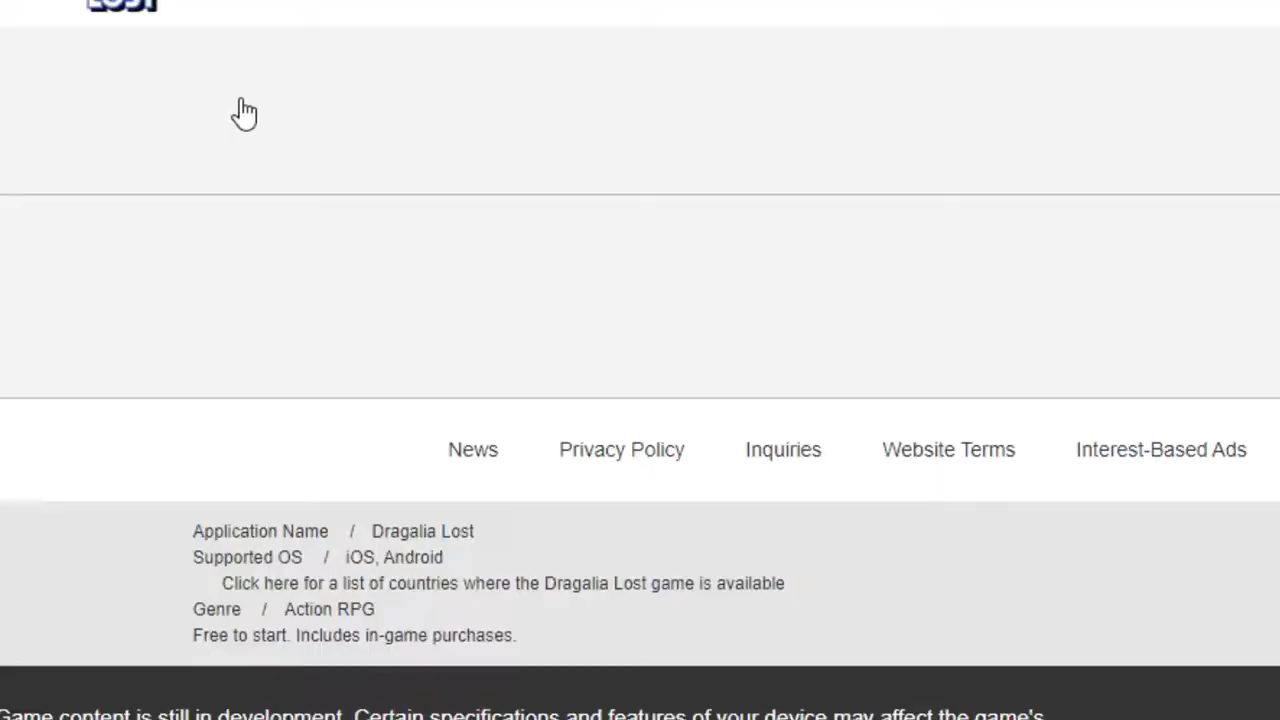 LOST
News Privacy Policy Inquiries Website Terms Interest-Based Ads
Application Name / Dragalia Lost
Supported OS / iOS, Android
Click here for a list of countries where the Dragalia Lost game is available
Genre / Action RPG
Free to start. Includes in-game purchases.
Game content is still in development. Certain specifications and features of your device may affect the game's